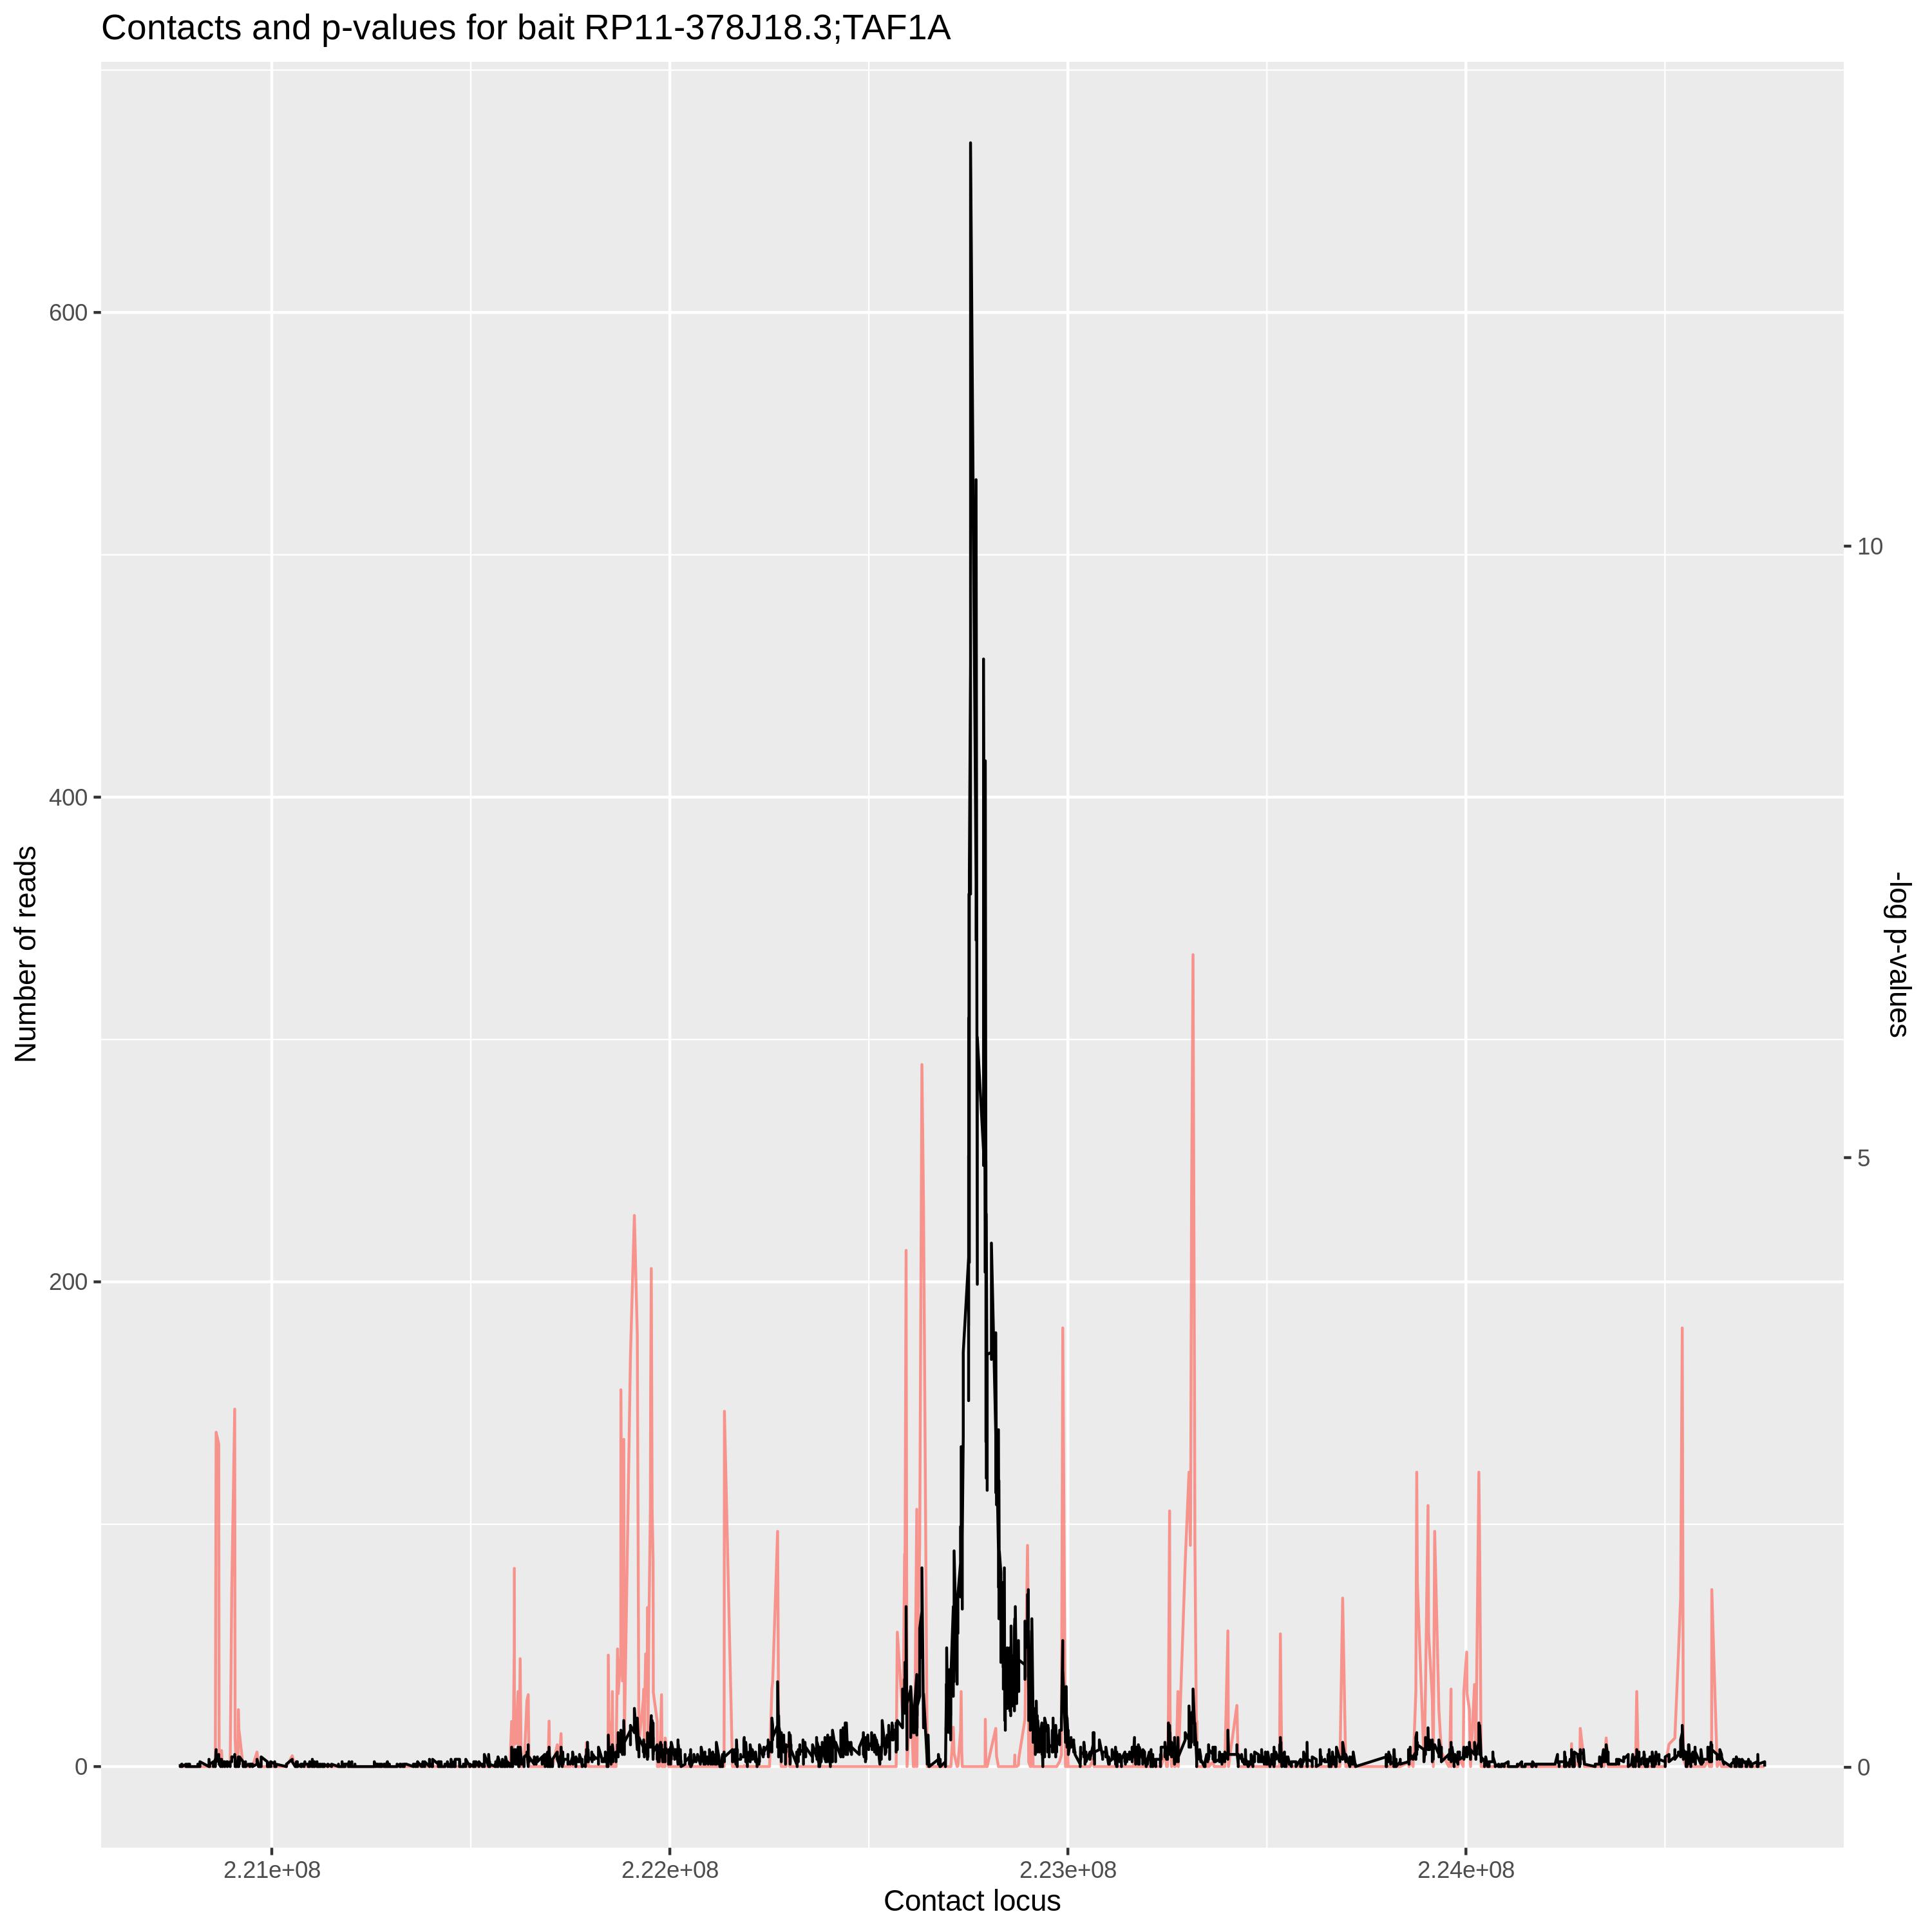 Contacts and p-values for bait RP11-378J18.3;TAF1A
Number of reads
600
400
200
0
10
5
0
-log p-values
2.21e+08
2.22e+08
2.23e+08
2.24e+08
Contact locus